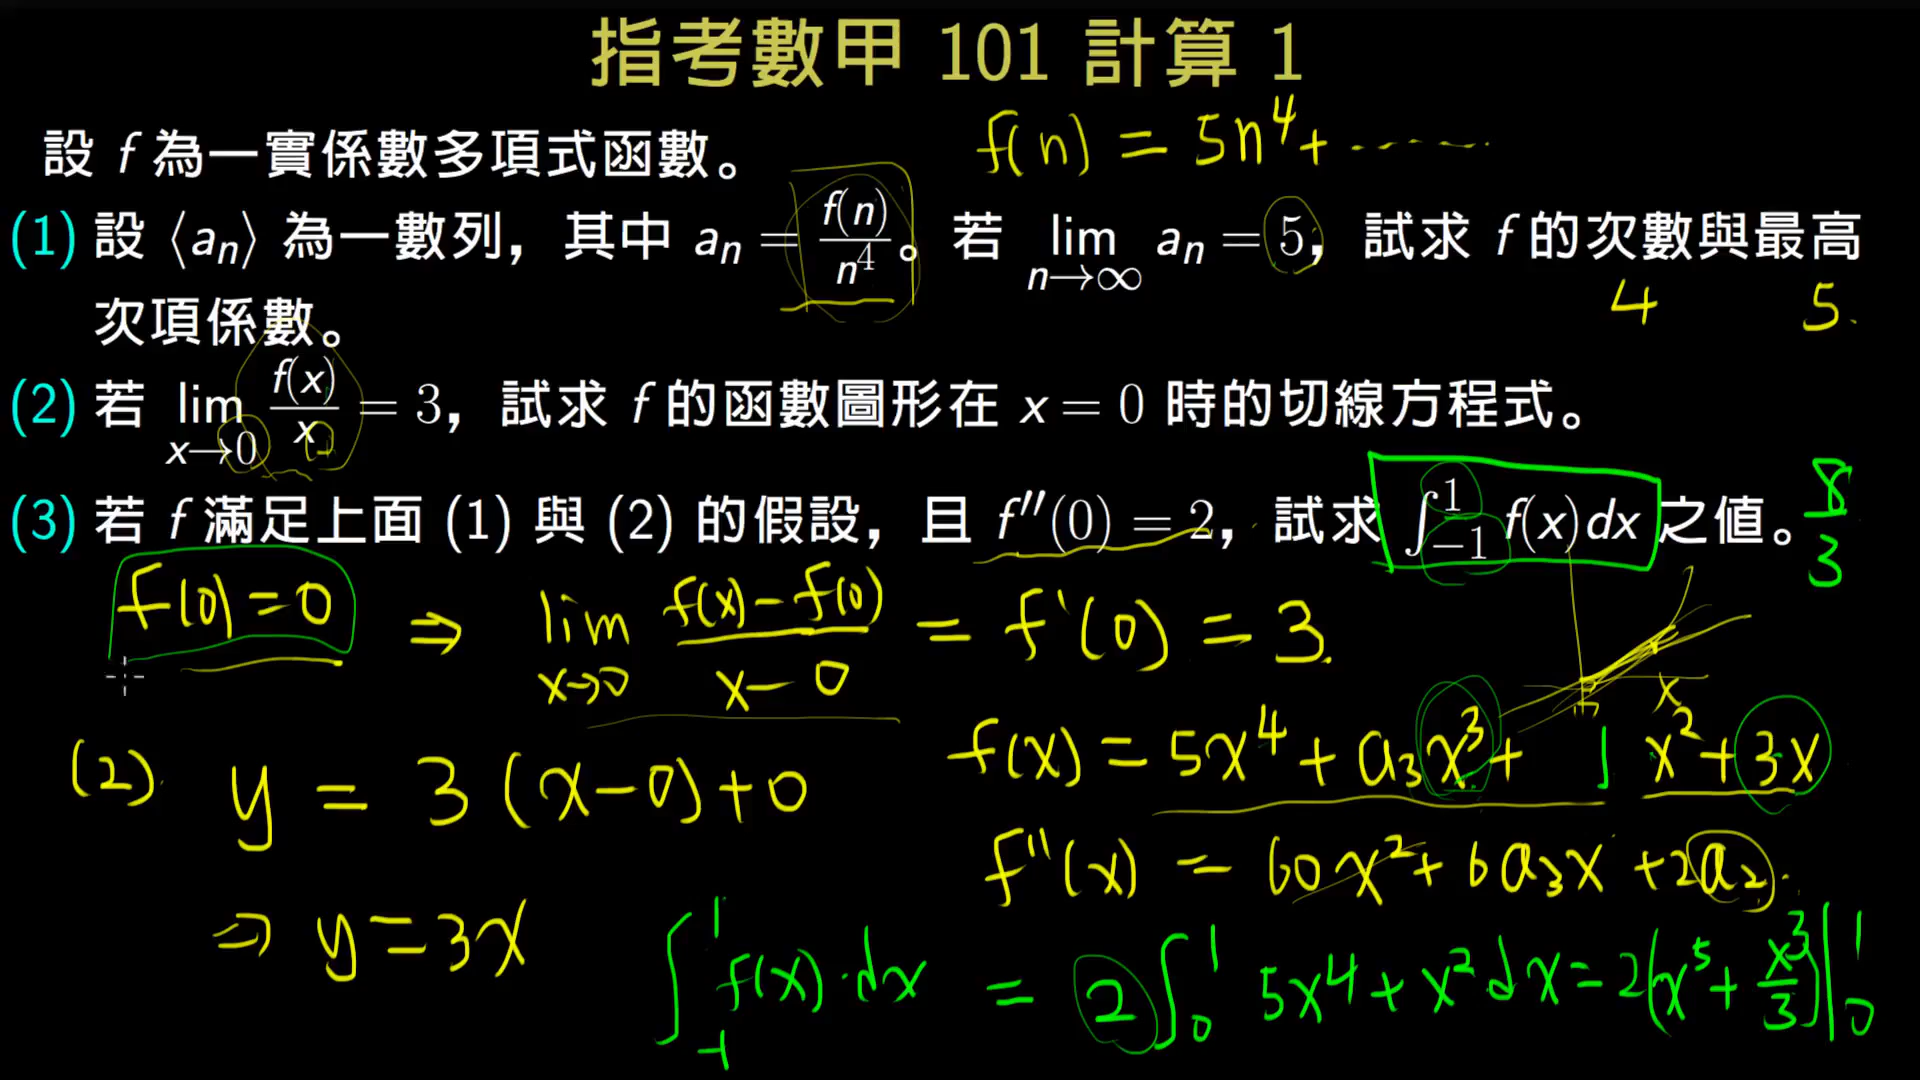 指考數甲 101 計算 1
設 f 為一實係數多項式函數。
f(n) = 5n⁴ + ······
(1) 設 ⟨aₙ⟩ 為一數列，其中 aₙ = f(n)/n⁴。若 lim n→∞ aₙ = 5，試求 f 的次數與最高
次項係數。
4 5.
(2) 若 lim x→0 f(x)/x = 3，試求 f 的函數圖形在 x = 0 時的切線方程式。
(3) 若 f 滿足上面 (1) 與 (2) 的假設，且 f″(0) = 2，試求 ∫₋₁¹ f(x) dx 之值。 8/3
f(0) = 0 ⇒ lim x→0 (f(x) − f(0))/(x − 0) = f'(0) = 3.
x
f(x) = 5x⁴ + a₃x³ + 1 x² + 3x
(2). y = 3(x−0)+0
f''(x) = 60x² + 6a₃x + 2a₂.
⇒ y = 3x
∫₋₁¹ f(x)·dx = 2∫₀¹ 5x⁴ + x² dx = 2(x⁵ + x³/3)|₀¹